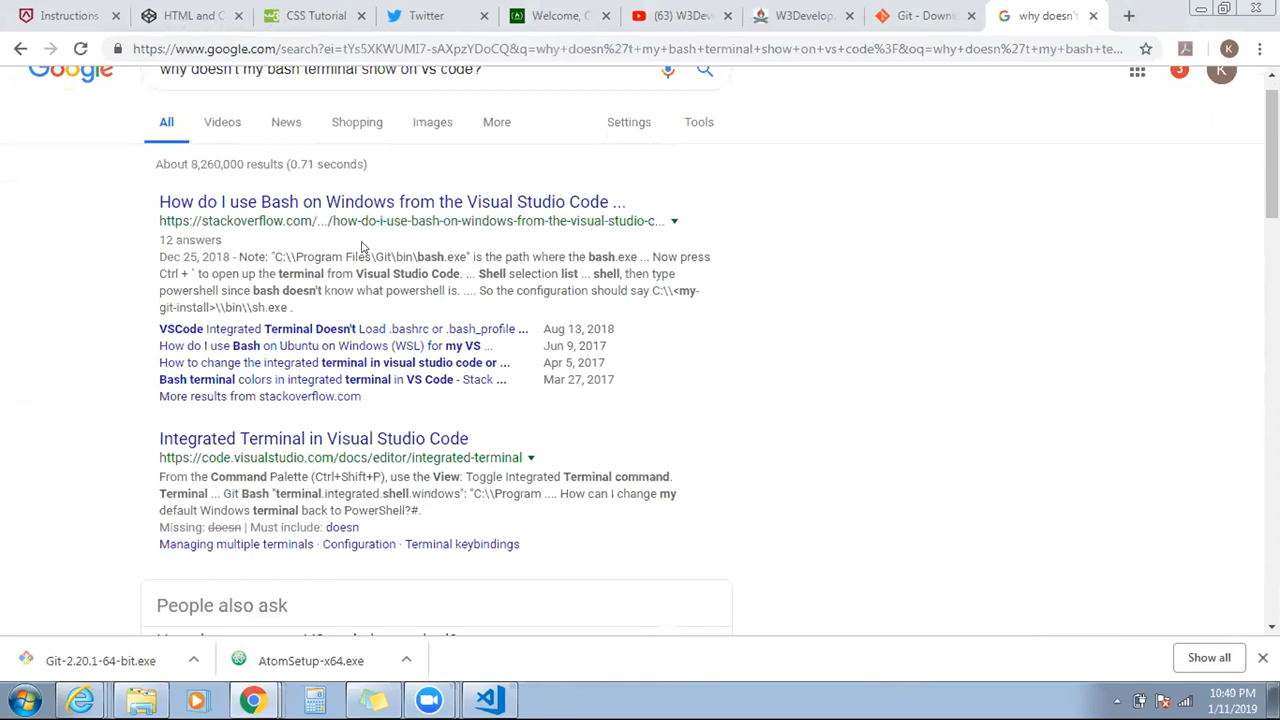 Instructions
HTML and C
CSS Tutorial
Twitter
Welcome, C
(63) W3Dev
W3Develop
Git - Downl
why doesn't
https://www.google.com/search?ei=tYs5XKWUMI7-sAXpzYDoCQ&q=why+doesn%27t+my+bash+terminal+show+on+vs+code%3F&oq=why+doesn%27t+my+bash+te...
K
Google
why doesn't my bash terminal show on vs code?
3
K
All
Videos
News
Shopping
Images
More
Settings
Tools
About 8,260,000 results (0.71 seconds)
How do I use Bash on Windows from the Visual Studio Code ...
https://stackoverflow.com/.../how-do-i-use-bash-on-windows-from-the-visual-studio-c...
12 answers
Dec 25, 2018 - Note: "C:\\Program Files\Git\bin\bash.exe" is the path where the bash.exe ... Now press
Ctrl + ` to open up the terminal from Visual Studio Code. ... Shell selection list ... shell, then type
powershell since bash doesn't know what powershell is. .... So the configuration should say C:\\<my-
git-install>\\bin\\sh.exe .
VSCode Integrated Terminal Doesn't Load .bashrc or .bash_profile ... Aug 13, 2018
How do I use Bash on Ubuntu on Windows (WSL) for my VS ... Jun 9, 2017
How to change the integrated terminal in visual studio code or ... Apr 5, 2017
Bash terminal colors in integrated terminal in VS Code - Stack ... Mar 27, 2017
More results from stackoverflow.com
Integrated Terminal in Visual Studio Code
https://code.visualstudio.com/docs/editor/integrated-terminal
From the Command Palette (Ctrl+Shift+P), use the View: Toggle Integrated Terminal command.
Terminal ... Git Bash "terminal.integrated.shell.windows": "C:\\Program .... How can I change my
default Windows terminal back to PowerShell?#.
Missing: doesn | Must include: doesn
Managing multiple terminals · Configuration · Terminal keybindings
People also ask
Git-2.20.1-64-bit.exe
AtomSetup-x64.exe
Show all
10:40 PM
1/11/2019